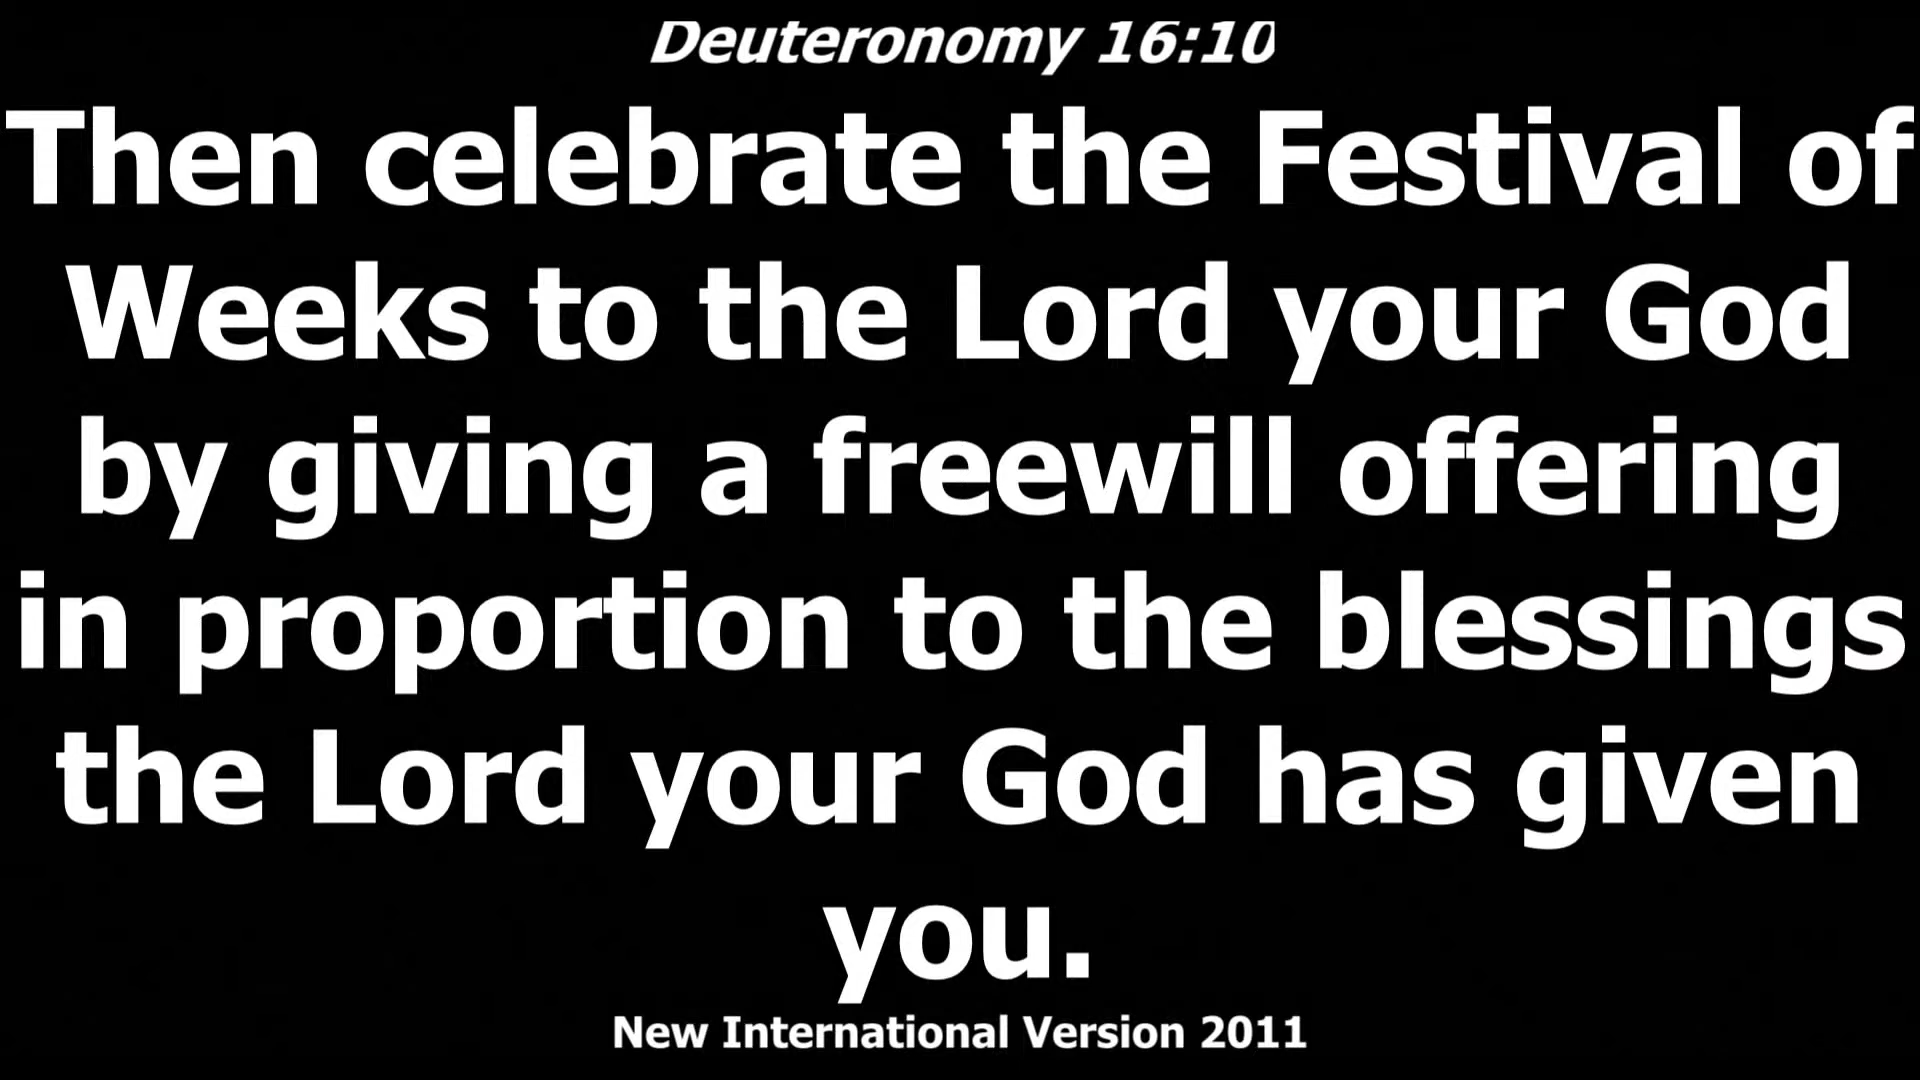 Deuteronomy 16:10
Then celebrate the Festival of
Weeks to the Lord your God
by giving a freewill offering
in proportion to the blessings
the Lord your God has given
you.
New International Version 2011